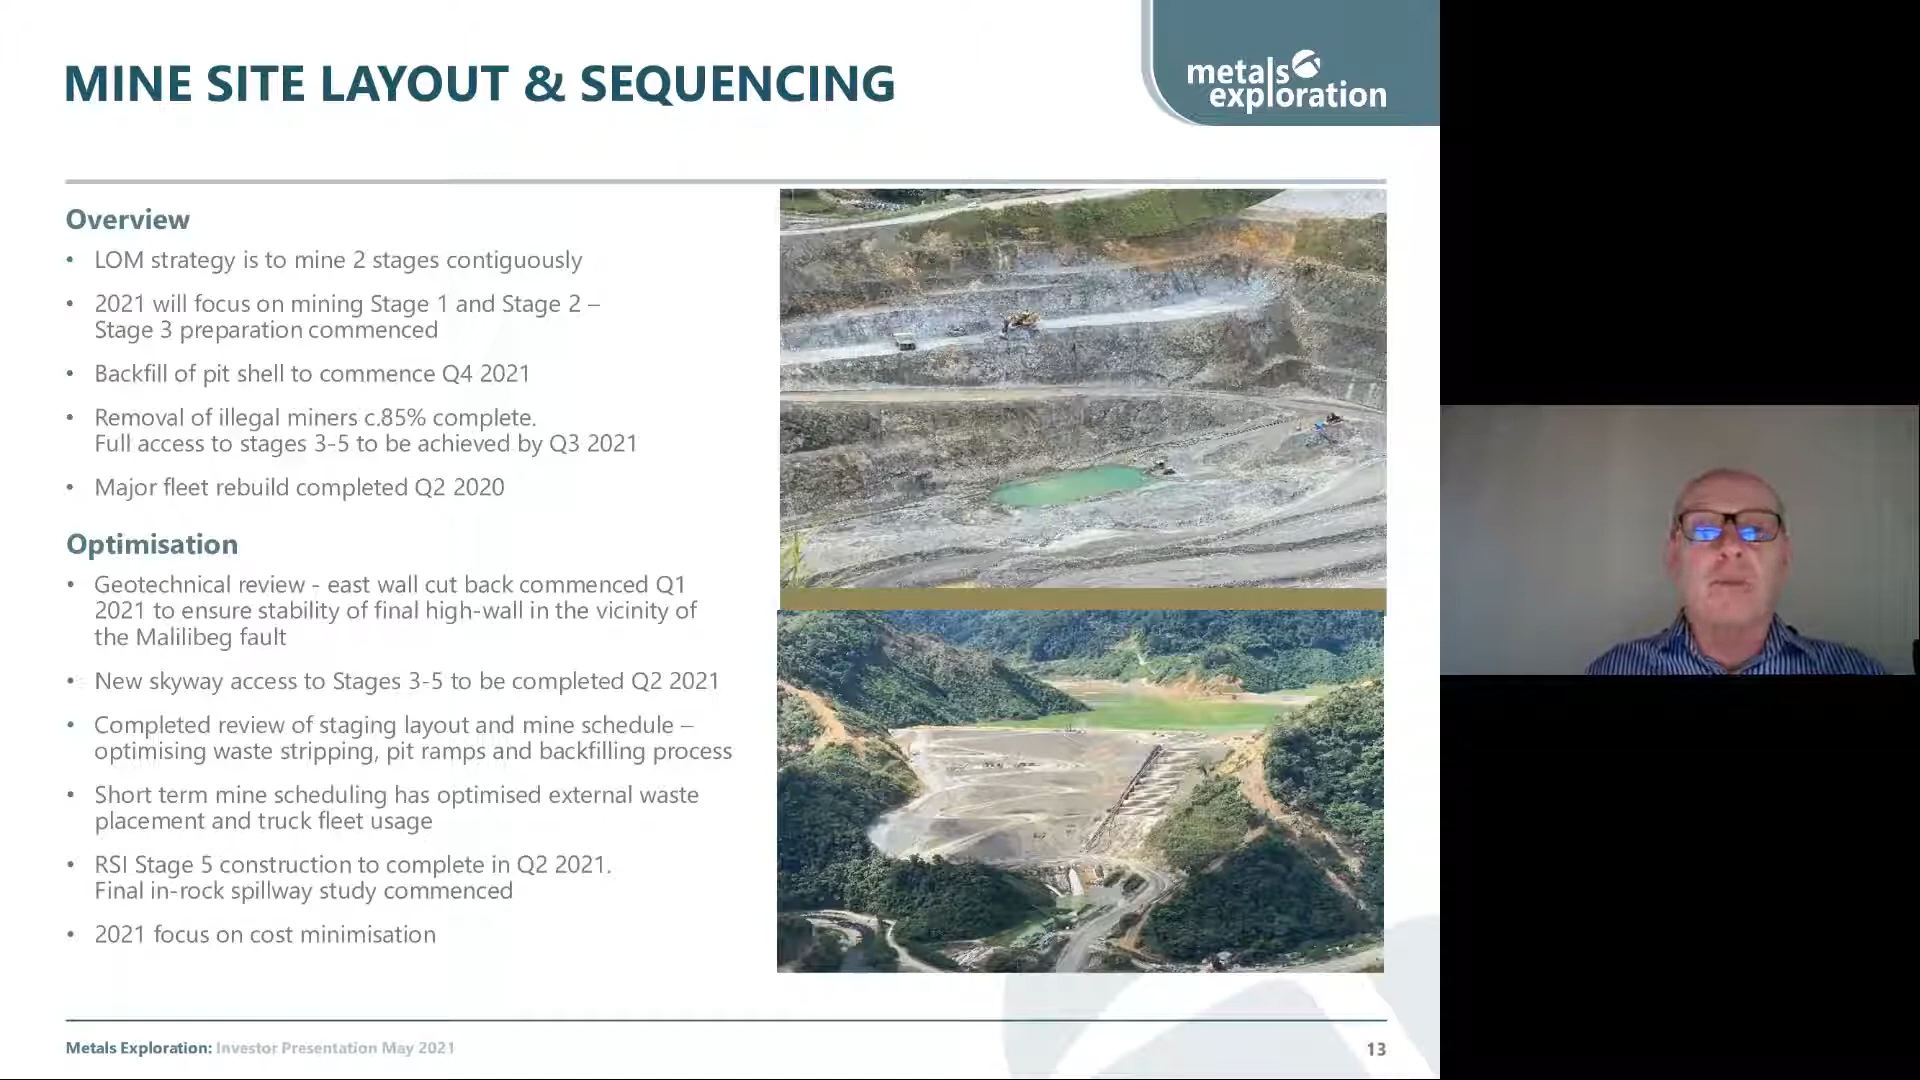 MINE SITE LAYOUT & SEQUENCING
metals
exploration
Overview
• LOM strategy is to mine 2 stages contiguously
• 2021 will focus on mining Stage 1 and Stage 2 –
Stage 3 preparation commenced
• Backfill of pit shell to commence Q4 2021
• Removal of illegal miners c.85% complete.
Full access to stages 3-5 to be achieved by Q3 2021
• Major fleet rebuild completed Q2 2020
Optimisation
• Geotechnical review - east wall cut back commenced Q1
2021 to ensure stability of final high-wall in the vicinity of
the Malilibeg fault
• New skyway access to Stages 3-5 to be completed Q2 2021
• Completed review of staging layout and mine schedule –
optimising waste stripping, pit ramps and backfilling process
• Short term mine scheduling has optimised external waste
placement and truck fleet usage
• RSI Stage 5 construction to complete in Q2 2021.
Final in-rock spillway study commenced
• 2021 focus on cost minimisation
Metals Exploration: Investor Presentation May 2021
13